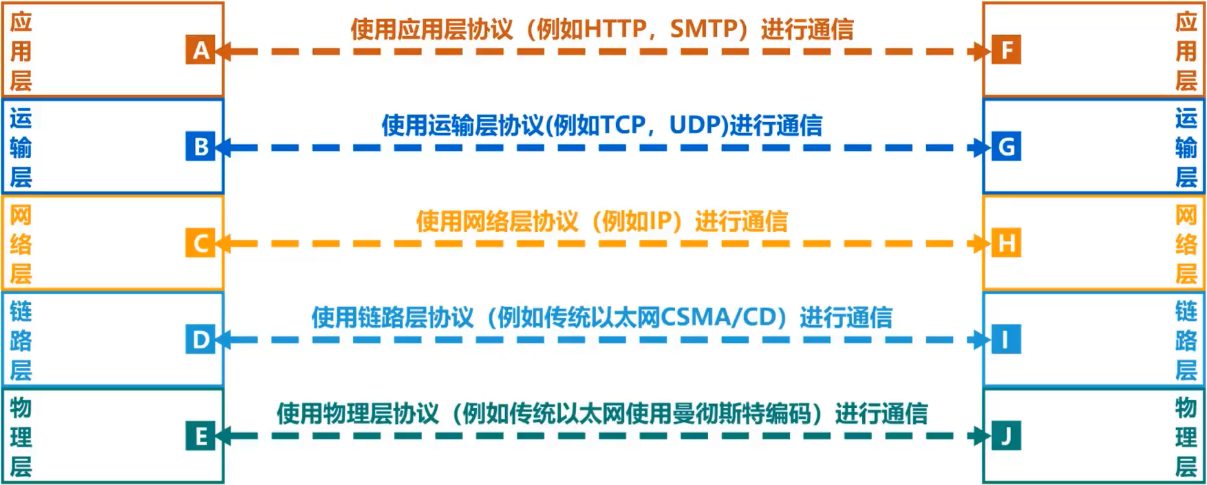 应用层
A
使用应用层协议（例如HTTP，SMTP）进行通信
F
应用层
运输层
B
使用运输层协议(例如TCP，UDP)进行通信
G
运输层
网络层
C
使用网络层协议（例如IP）进行通信
H
网络层
链路层
D
使用链路层协议（例如传统以太网CSMA/CD）进行通信
I
链路层
物理层
E
使用物理层协议（例如传统以太网使用曼彻斯特编码）进行通信
J
物理层